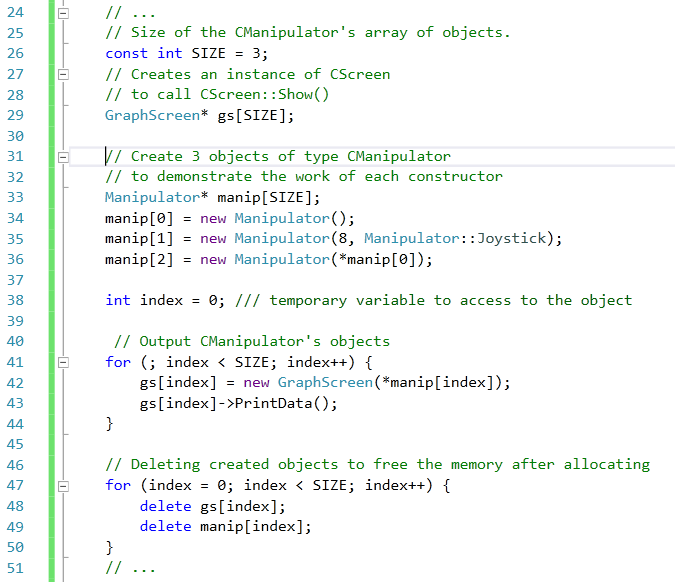 24 // ...
25 // Size of the CManipulator's array of objects.
26 const int SIZE = 3;
27 // Creates an instance of CScreen
28 // to call CScreen::Show()
29 GraphScreen* gs[SIZE];
30
31 // Create 3 objects of type CManipulator
32 // to demonstrate the work of each constructor
33 Manipulator* manip[SIZE];
34 manip[0] = new Manipulator();
35 manip[1] = new Manipulator(8, Manipulator::Joystick);
36 manip[2] = new Manipulator(*manip[0]);
37
38 int index = 0; /// temporary variable to access to the object
39
40 // Output CManipulator's objects
41 for (; index < SIZE; index++) {
42 gs[index] = new GraphScreen(*manip[index]);
43 gs[index]->PrintData();
44 }
45
46 // Deleting created objects to free the memory after allocating
47 for (index = 0; index < SIZE; index++) {
48 delete gs[index];
49 delete manip[index];
50 }
51 // ...